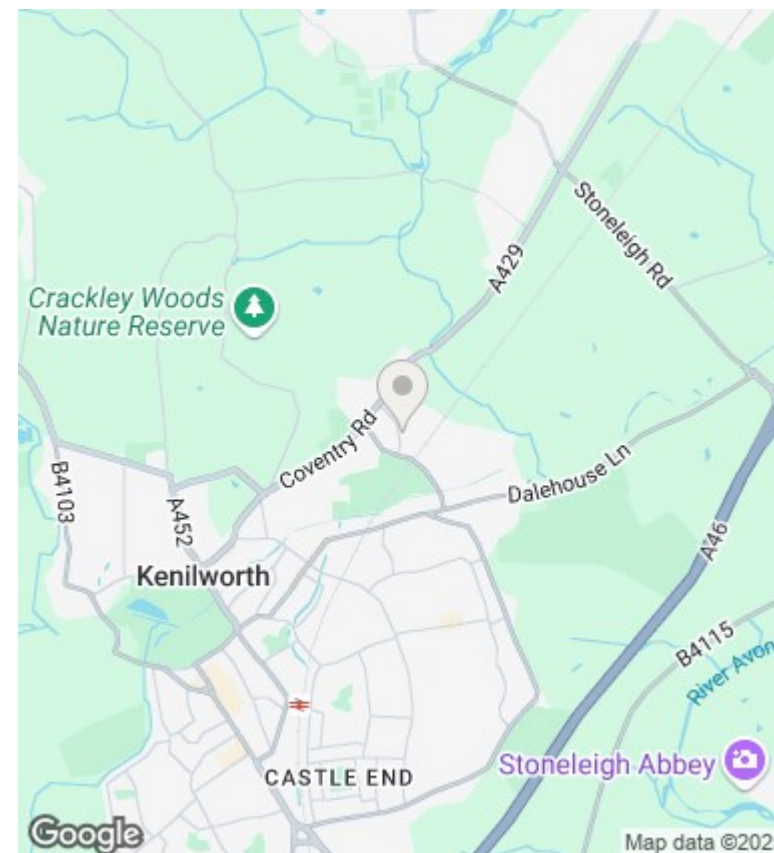 Stoneleigh Rd
A429
Crackley Woods
Nature Reserve
Coventry Rd
B4103
A452
Dalehouse Ln
A46
Kenilworth
B4115
River Avon
CASTLE END
Stoneleigh Abbey
Google
Map data ©202